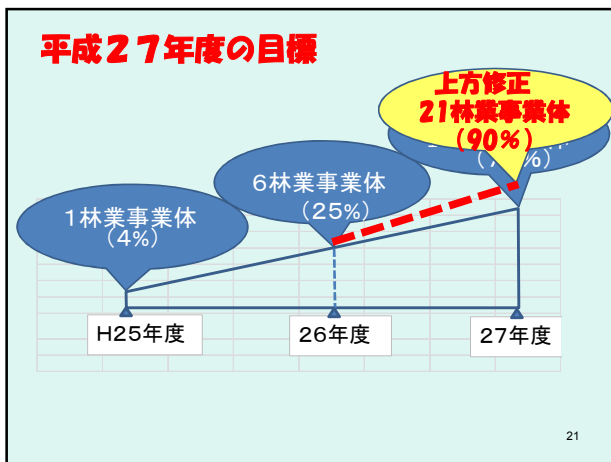 平成27年度の目標
上方修正
21林業事業体
(90%)
6林業事業体
(25%)
1林業事業体
(4%)
H25年度
26年度
27年度
21